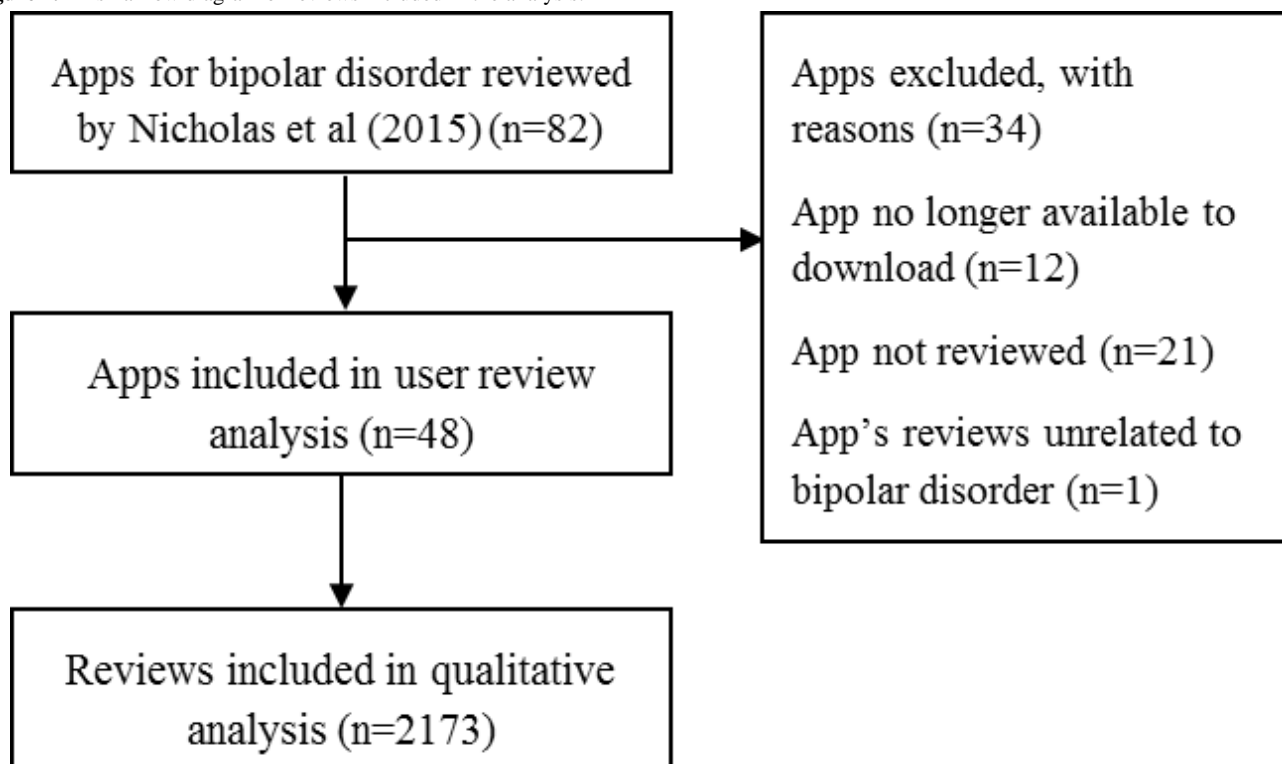 Apps for bipolar disorder reviewed
by Nicholas et al (2015) (n=82)
Apps excluded, with
reasons (n=34)
App no longer available to
download (n=12)
App not reviewed (n=21)
App’s reviews unrelated to
bipolar disorder (n=1)
Apps included in user review
analysis (n=48)
Reviews included in qualitative
analysis (n=2173)